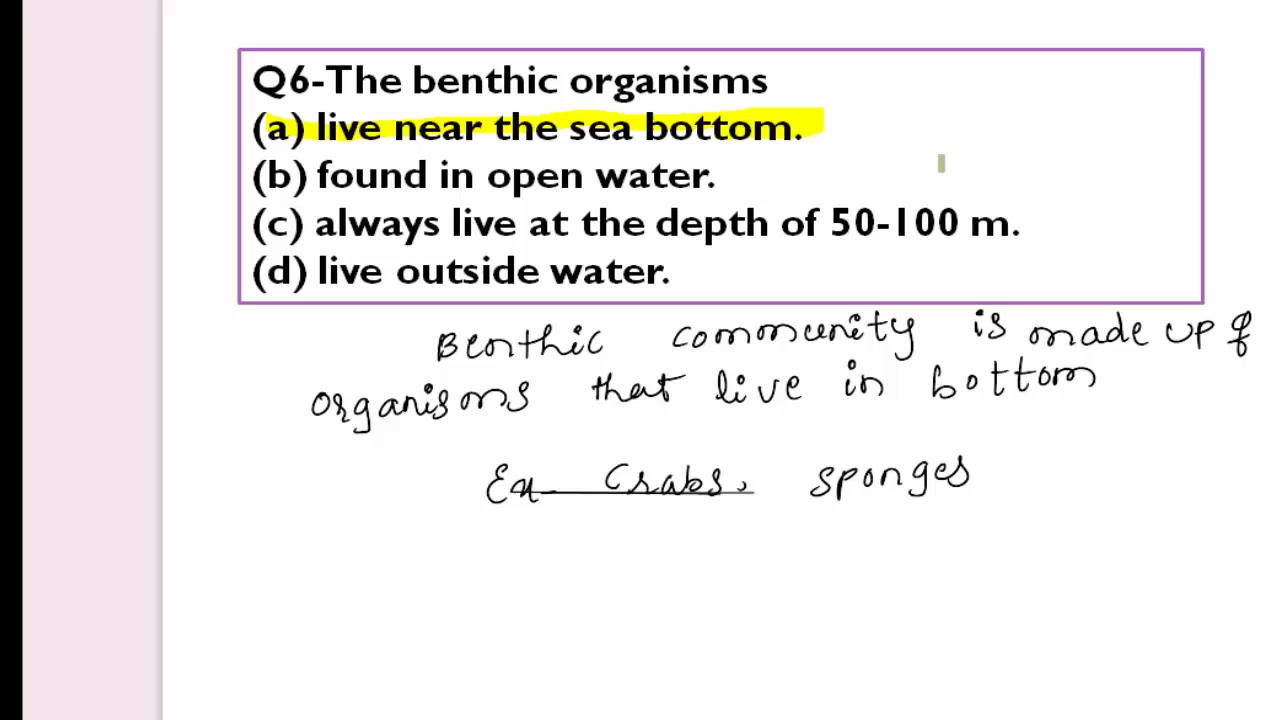 Q6-The benthic organisms
(a) live near the sea bottom.
(b) found in open water.
(c) always live at the depth of 50-100 m.
(d) live outside water.
Benthic community is made up of
organisms that live in bottom
Ex- Crabs, sponges